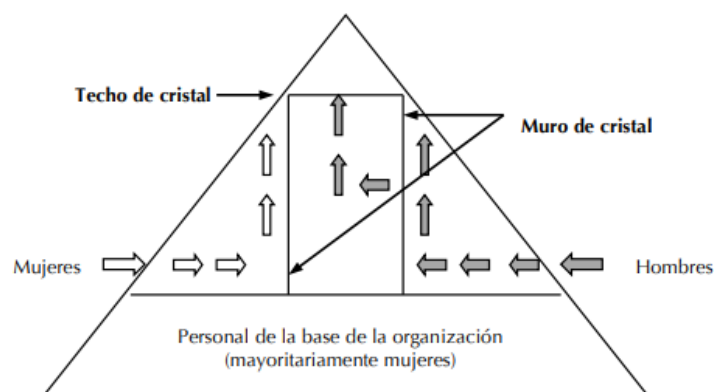 Techo de cristal
Muro de cristal
Mujeres
Hombres
Personal de la base de la organización
(mayoritariamente mujeres)